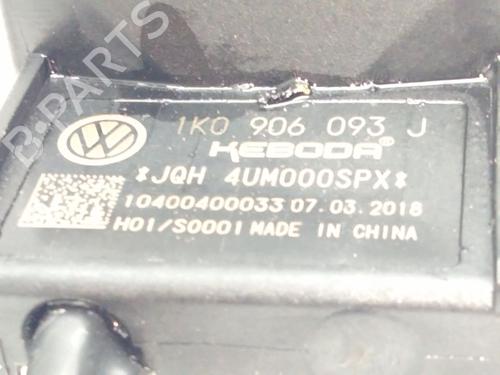 1K0 906 093 J
KEBODA®
*JQH 4UM000SPX*
10400400033 07.03.2018
H01/S0001 MADE IN CHINA
B-PARTS